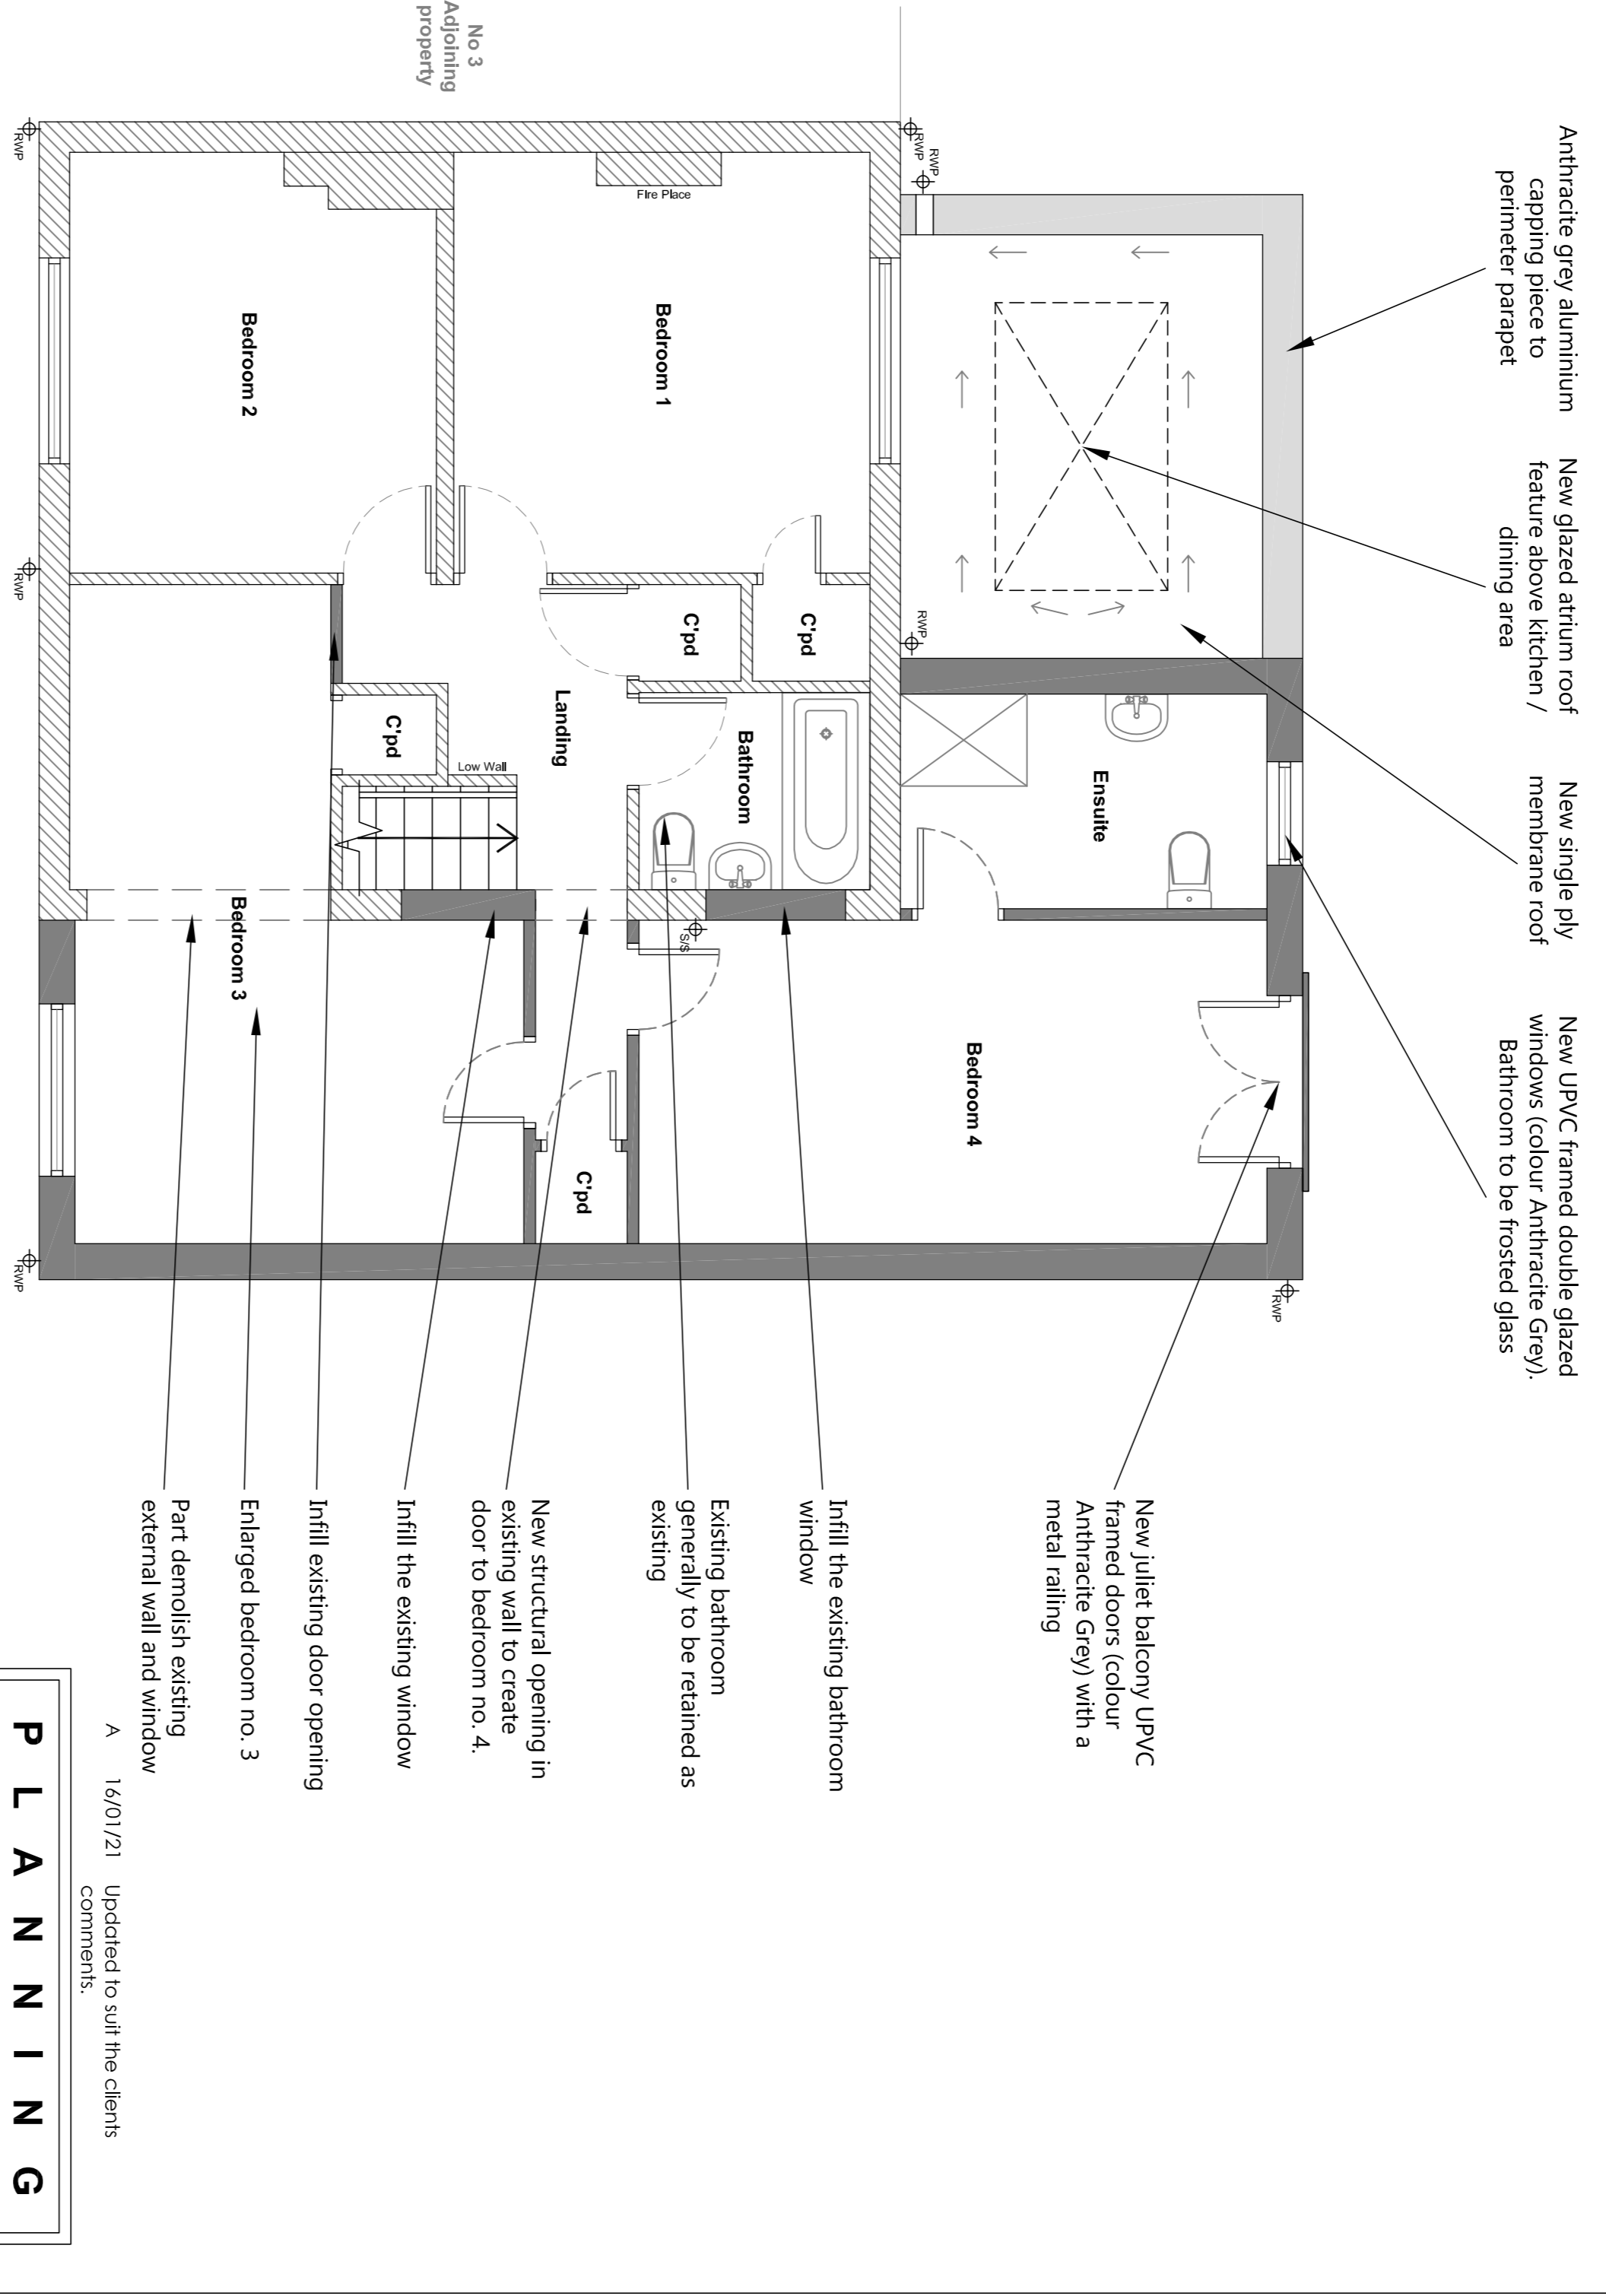 Anthracite grey aluminium
capping piece to
perimeter parapet
New glazed atrium roof
feature above kitchen /
dining area
New single ply
membrane roof
New UPVC framed double glazed
windows (colour Anthracite Grey).
Bathroom to be frosted glass
New juliet balcony UPVC
framed doors (colour
Anthracite Grey) with a
metal railing
Infill the existing bathroom
window
Existing bathroom
generally to be retained as
existing
New structural opening in
existing wall to create
door to bedroom no. 4.
Infill the existing window
Infill existing door opening
Enlarged bedroom no. 3
Part demolish existing
external wall and window
No 3
Adjoining
property
RWP
RWP
RWP
RWP
Ensuite
Bedroom 4
Fire Place
Bedroom 1
C'pd
C'pd
Bathroom
S/S
Landing
Low Wall
C'pd
C'pd
Bedroom 2
Bedroom 3
RWP
RWP
RWP
A 16/01/21 Updated to suit the clients
comments.
PLANNING